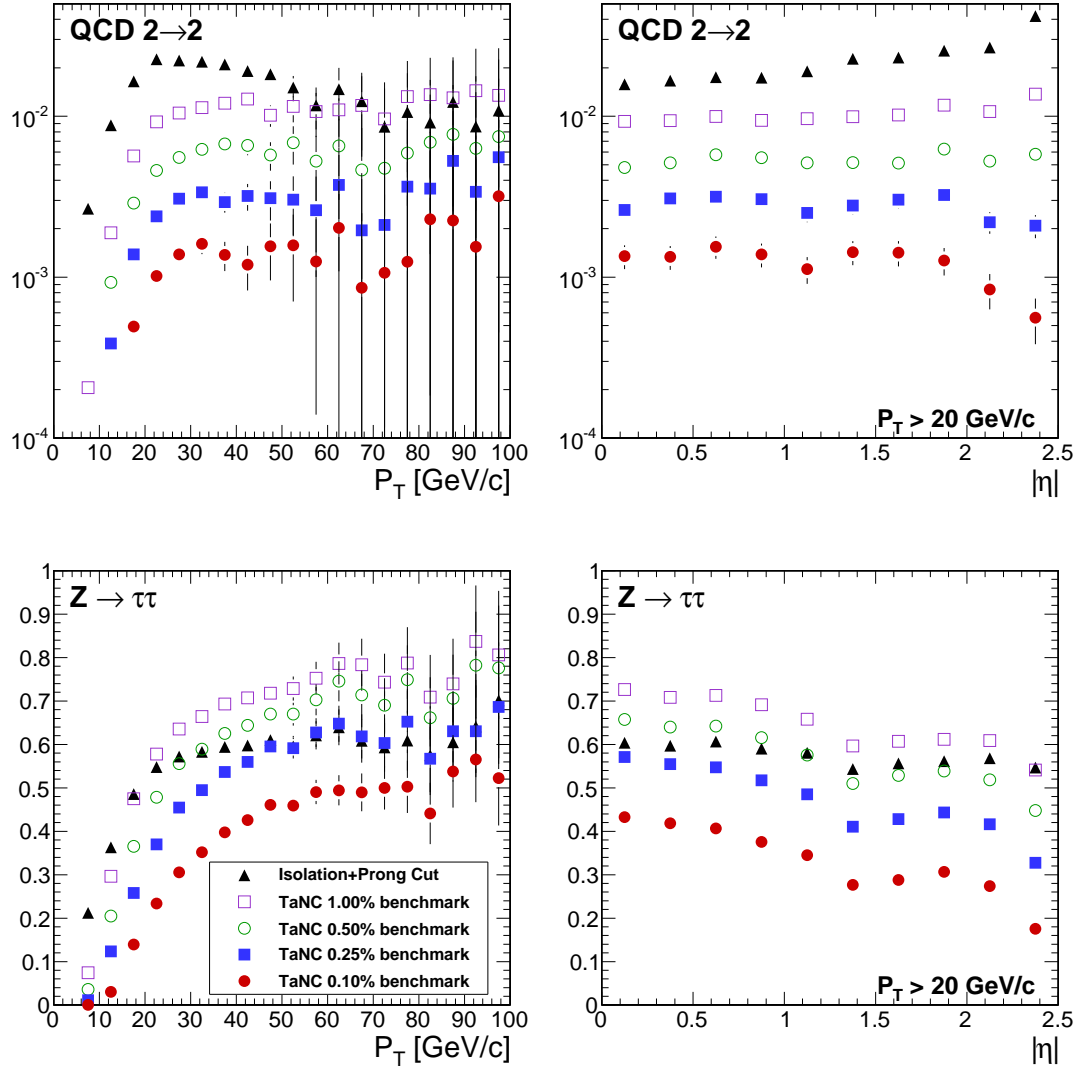 QCD 2→2
10⁻²
10⁻³
10⁻⁴
0 10 20 30 40 50 60 70 80 90 100
P_T [GeV/c]
QCD 2→2
10⁻²
10⁻³
10⁻⁴
P_T > 20 GeV/c
0 0.5 1 1.5 2 2.5
|η|
Z → ττ
1
0.9
0.8
0.7
0.6
0.5
0.4
0.3
0.2
0.1
0
Isolation+Prong Cut
TaNC 1.00% benchmark
TaNC 0.50% benchmark
TaNC 0.25% benchmark
TaNC 0.10% benchmark
0 10 20 30 40 50 60 70 80 90 100
P_T [GeV/c]
Z → ττ
1
0.9
0.8
0.7
0.6
0.5
0.4
0.3
0.2
0.1
0
P_T > 20 GeV/c
0 0.5 1 1.5 2 2.5
|η|